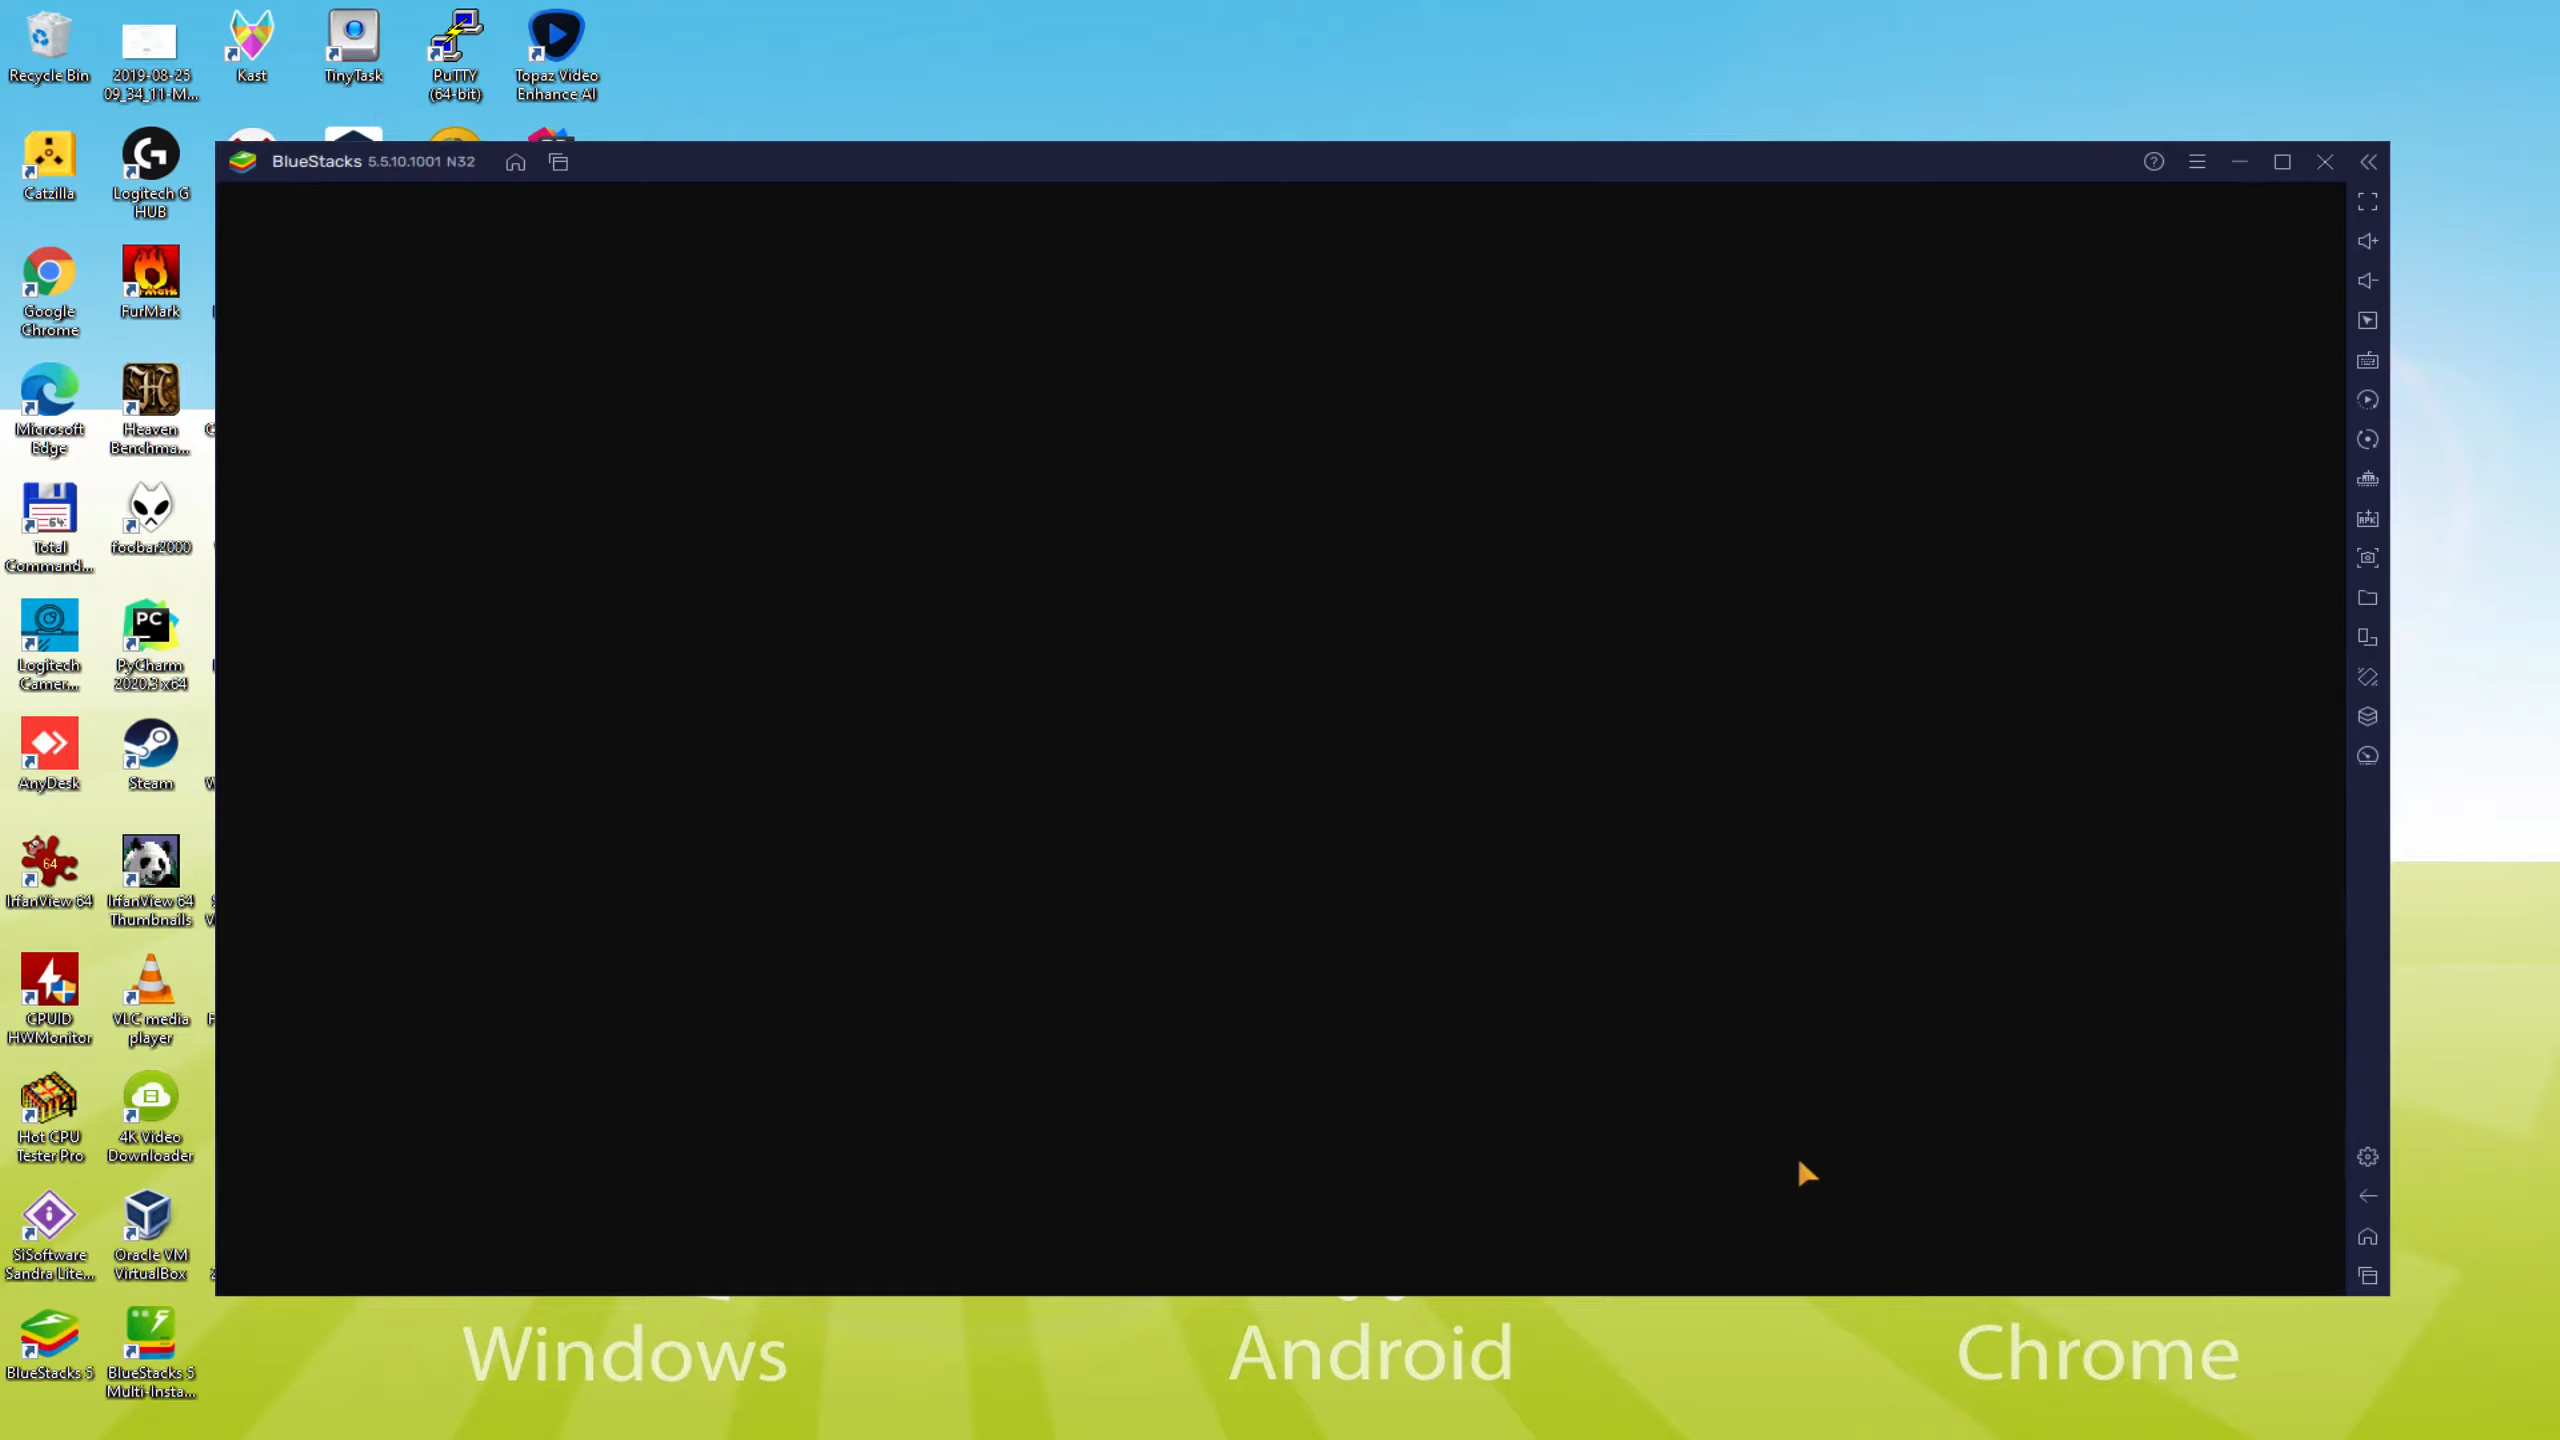 Recycle Bin
2019-08-25
09_34_11-M...
Kast
TinyTask
PuTTY
(64-bit)
Topaz Video
Enhance AI
BlueStacks 5.5.10.1001 N32
Catzilla
Logitech G
HUB
Google
Chrome
FurMark
Microsoft
Edge
Heaven
Benchma...
Total
Command...
foobar2000
Logitech
Camer...
PC
PyCharm
2020.3 x64
AnyDesk
Steam
64
IrfanView 64
IrfanView 64
Thumbnails
CPUID
HWMonitor
VLC media
player
Hot CPU
Tester Pro
4K Video
Downloader
SiSoftware
Sandra Lite...
Oracle VM
VirtualBox
BlueStacks 5
BlueStacks 5
Multi-Insta...
APK
Windows
Android
Chrome